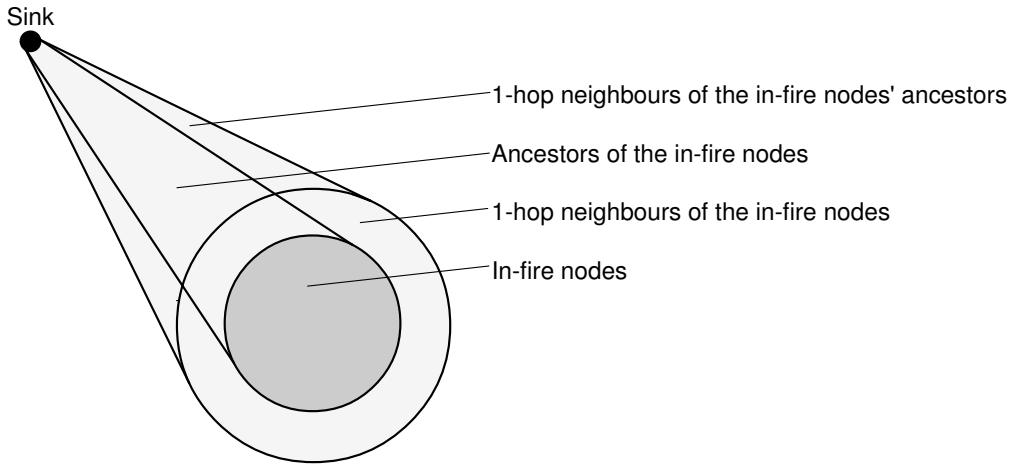 Sink
1-hop neighbours of the in-fire nodes' ancestors
Ancestors of the in-fire nodes
1-hop neighbours of the in-fire nodes
In-fire nodes